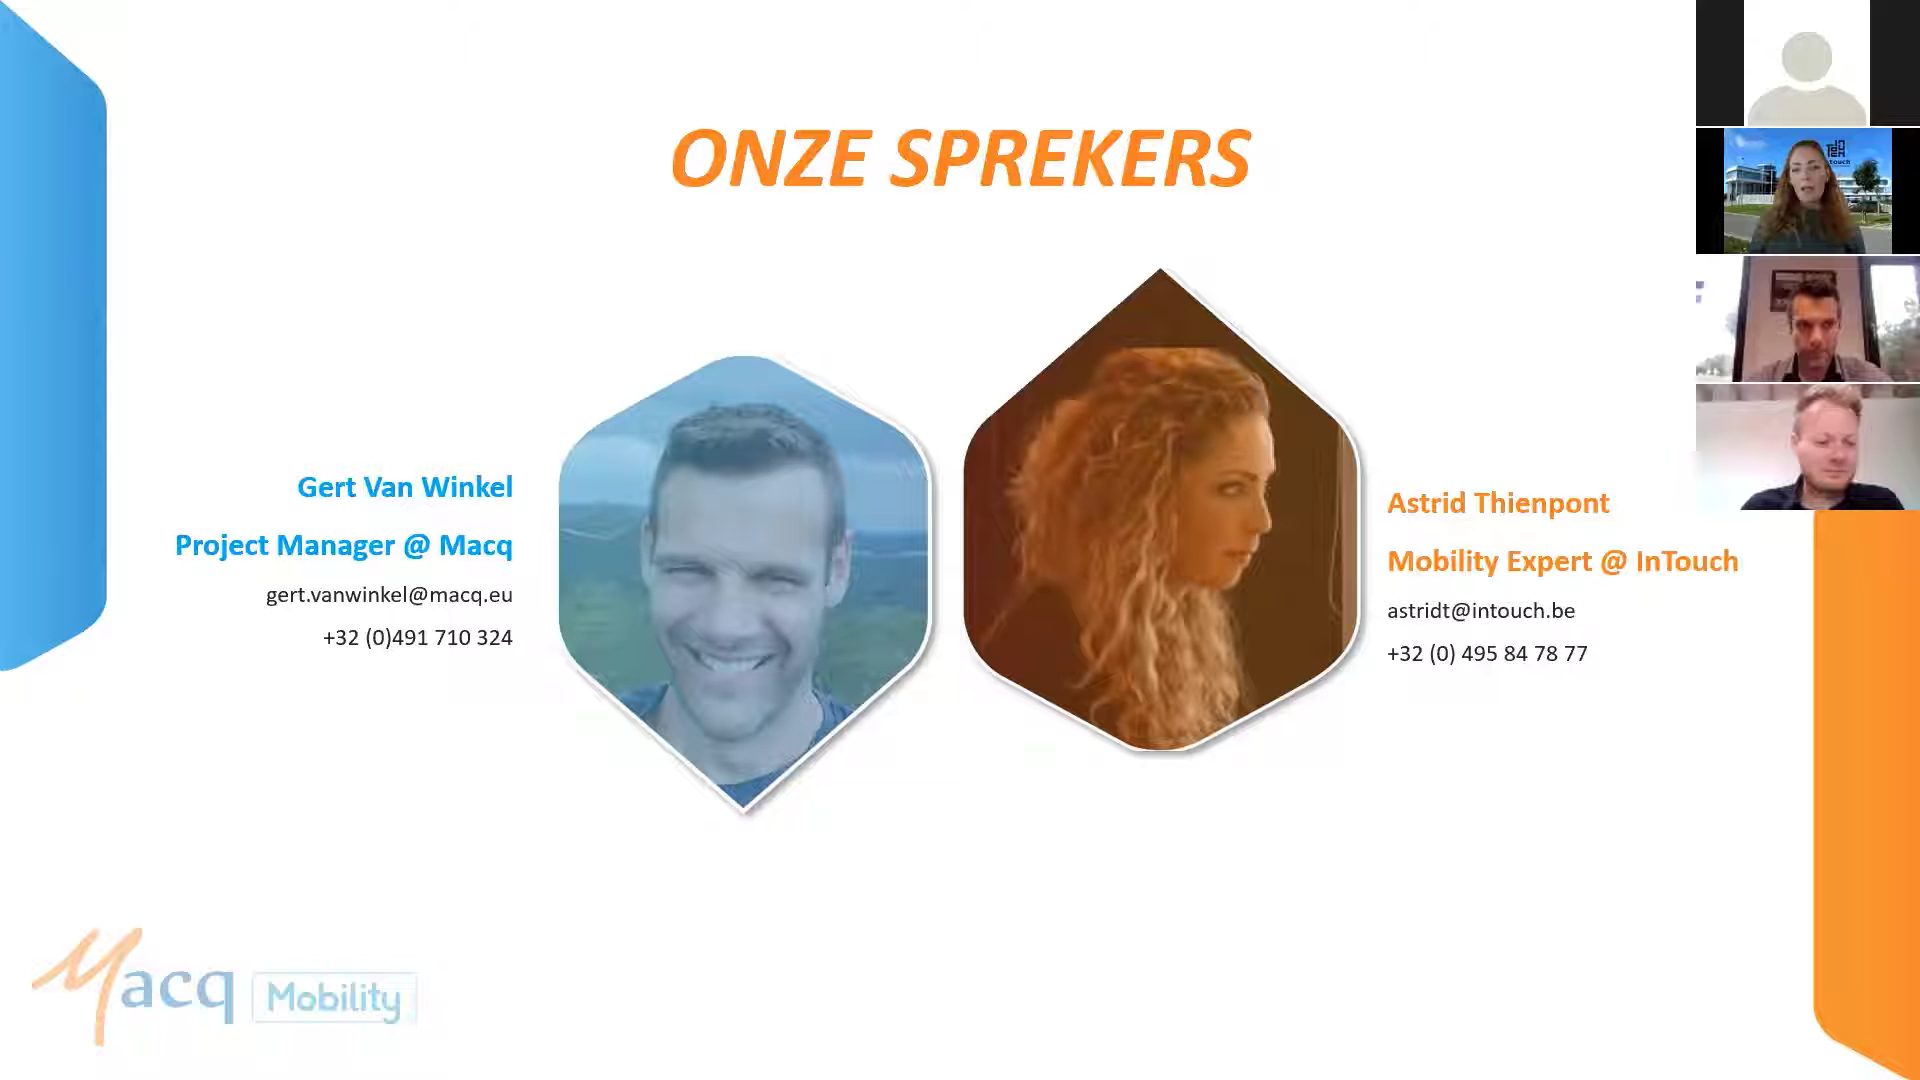 ONZE SPREKERS
Gert Van Winkel
Project Manager @ Macq
gert.vanwinkel@macq.eu
+32 (0)491 710 324
Astrid Thienpont
Mobility Expert @ InTouch
astridt@intouch.be
+32 (0) 495 84 78 77
Macq Mobility